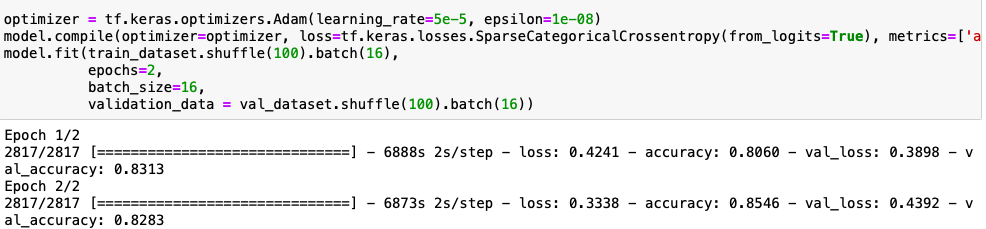 optimizer = tf.keras.optimizers.Adam(learning_rate=5e-5, epsilon=1e-08)
model.compile(optimizer=optimizer, loss=tf.keras.losses.SparseCategoricalCrossentropy(from_logits=True), metrics=['a
model.fit(train_dataset.shuffle(100).batch(16),
          epochs=2,
          batch_size=16,
          validation_data = val_dataset.shuffle(100).batch(16))
Epoch 1/2
2817/2817 [==============================] - 6888s 2s/step - loss: 0.4241 - accuracy: 0.8060 - val_loss: 0.3898 - v
al_accuracy: 0.8313
Epoch 2/2
2817/2817 [==============================] - 6873s 2s/step - loss: 0.3338 - accuracy: 0.8546 - val_loss: 0.4392 - v
al_accuracy: 0.8283